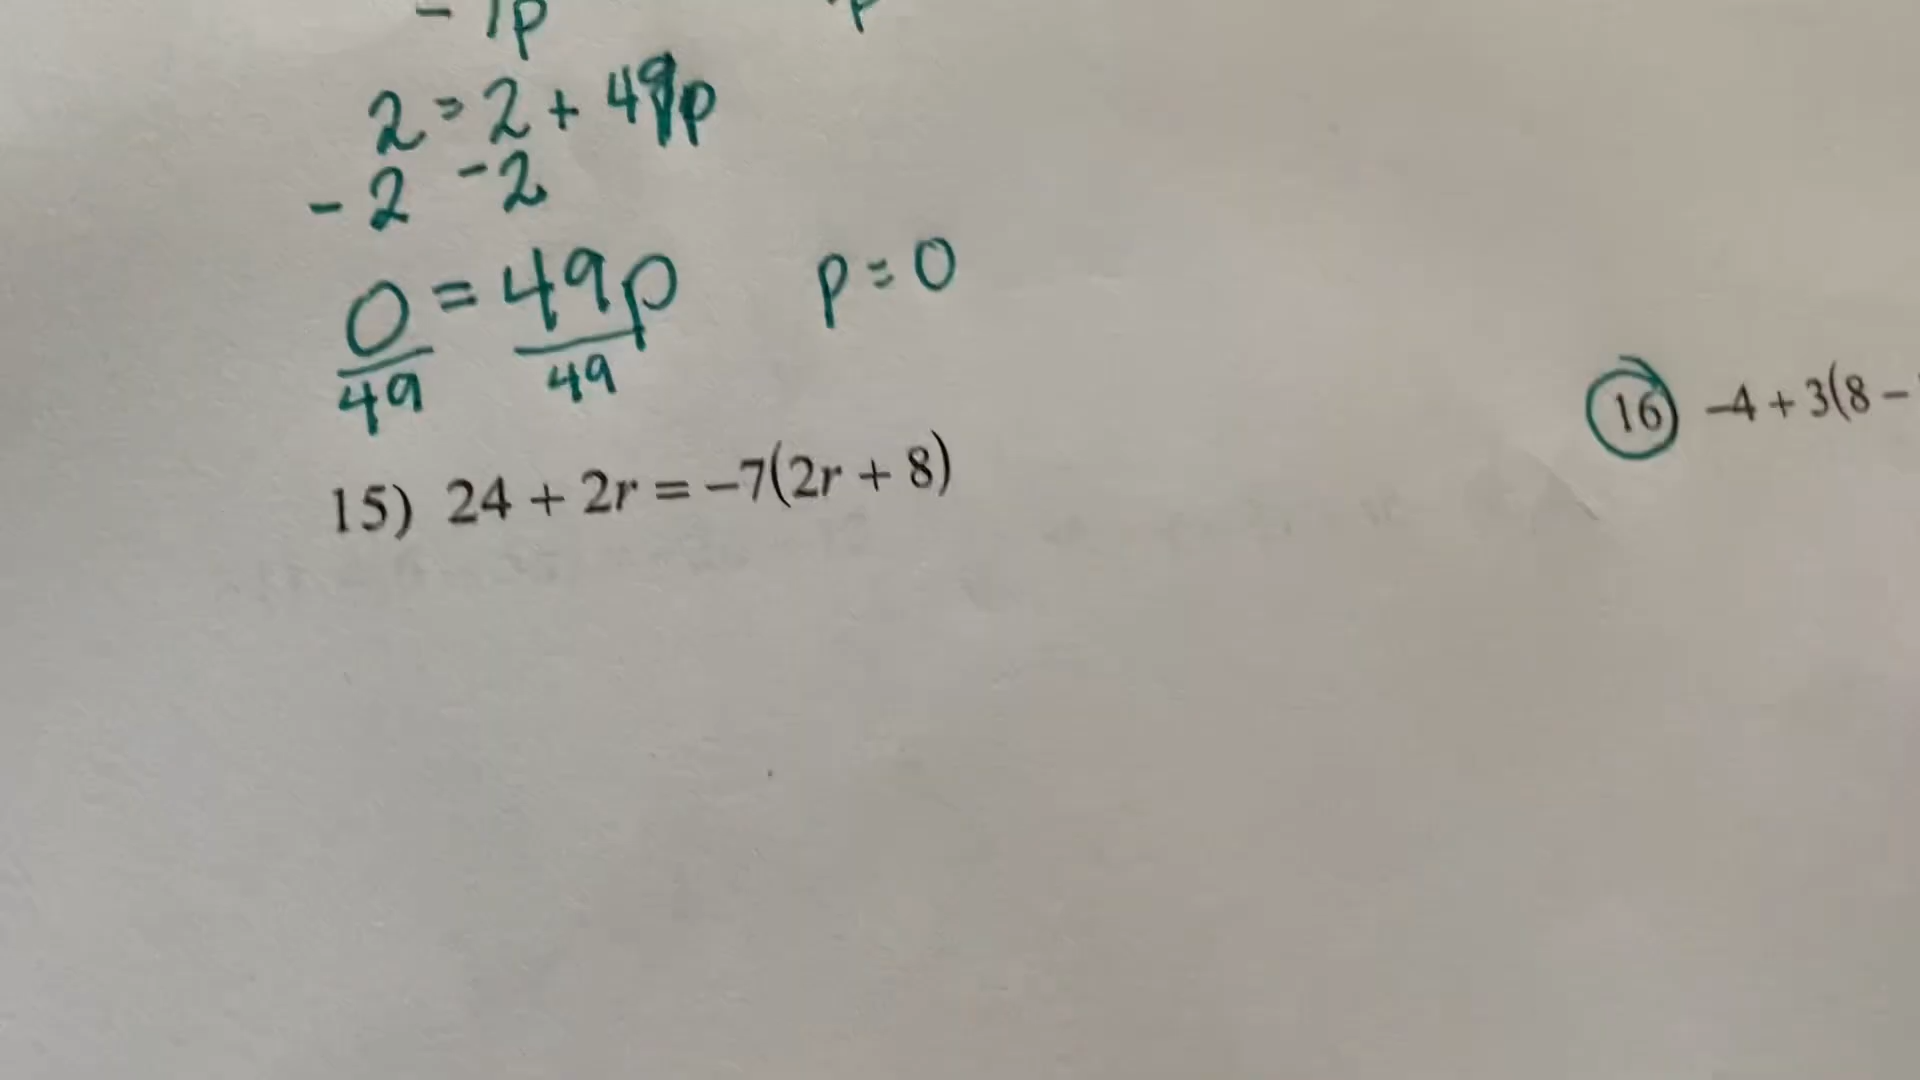 2 = 2 + 49p
- 2 - 2
0 = 49p p = 0
49 49
15) 24 + 2r = –7(2r + 8)
16 –4 + 3(8 –